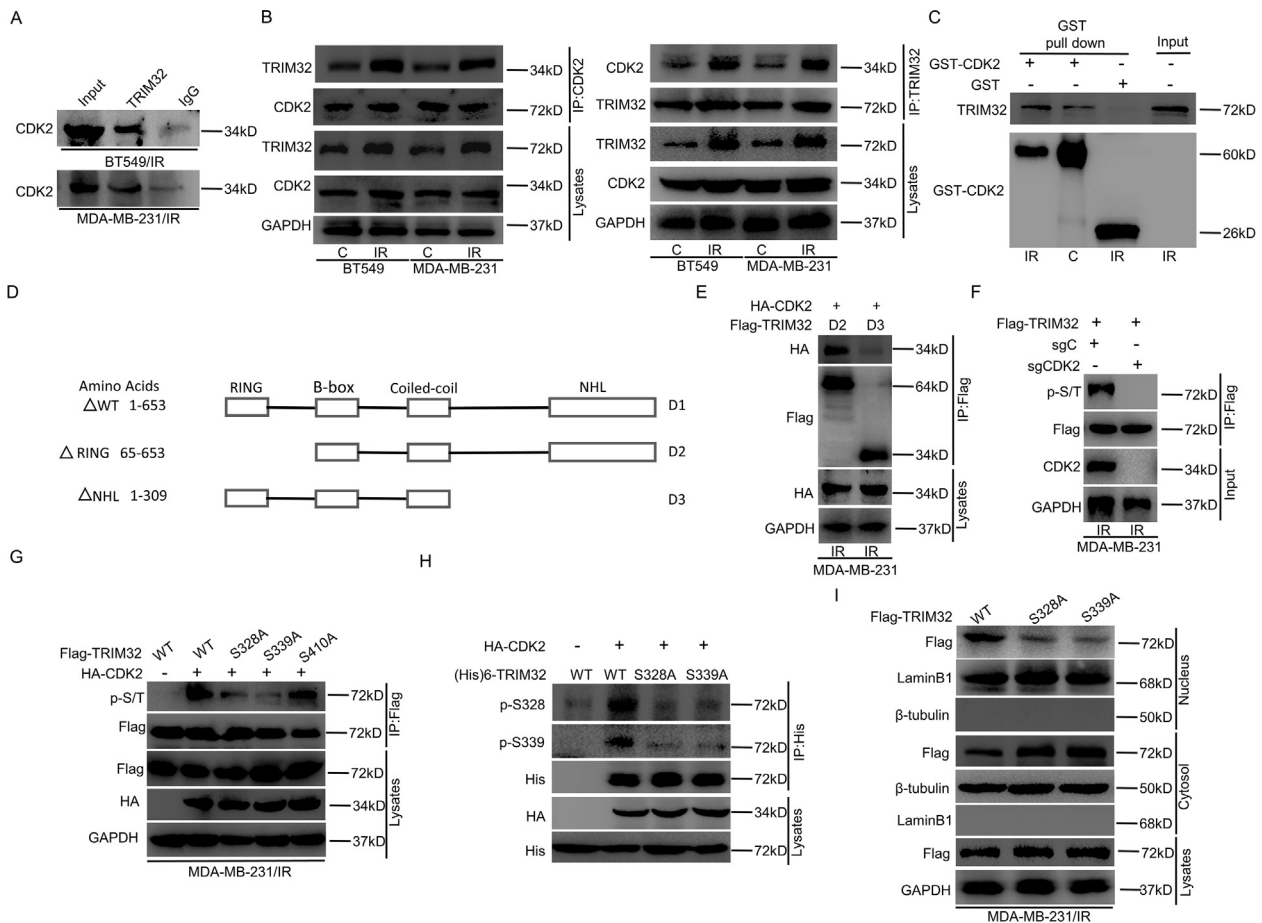 A
Input TRIM32 IgG
CDK2 34kD
BT549/IR
CDK2 34kD
MDA-MB-231/IR
B
TRIM32 34kD
CDK2 72kD
IP:CDK2
TRIM32 72kD
CDK2 34kD
GAPDH 37kD
Lysates
C IR C IR
BT549 MDA-MB-231
CDK2 34kD
TRIM32 72kD
IP:TRIM32
TRIM32 72kD
CDK2 34kD
GAPDH 37kD
Lysates
C IR C IR
BT549 MDA-MB-231
C
GST
pull down Input
GST-CDK2 + + - -
GST - - + -
TRIM32 72kD
60kD
GST-CDK2
26kD
IR C IR IR
D
Amino Acids RING B-box Coiled-coil NHL
△WT 1-653 D1
△ RING 65-653 D2
△NHL 1-309 D3
E
HA-CDK2 + +
Flag-TRIM32 D2 D3
HA 34kD
64kD
Flag
34kD
IP:Flag
HA 34kD
GAPDH 37kD
Lysates
IR IR
MDA-MB-231
F
Flag-TRIM32 + +
sgC + -
sgCDK2 - +
p-S/T 72kD
Flag 72kD
IP:Flag
CDK2 34kD
GAPDH 37kD
Input
IR IR
MDA-MB-231
G
Flag-TRIM32 WT WT S328A S339A S410A
HA-CDK2 - + + + +
p-S/T 72kD
Flag 72kD
IP:Flag
Flag 72kD
HA 34kD
GAPDH 37kD
Lysates
MDA-MB-231/IR
H
HA-CDK2 - + + +
(His)6-TRIM32 WT WT S328A S339A
p-S328 72kD
p-S339 72kD
His 72kD
IP:His
HA 34kD
His 72kD
Lysates
I
Flag-TRIM32 WT S328A S339A
Flag 72kD
LaminB1 68kD
β-tubulin 50kD
Nucleus
Flag 72kD
β-tubulin 50kD
LaminB1 68kD
Cytosol
Flag 72kD
GAPDH 37kD
Lysates
MDA-MB-231/IR